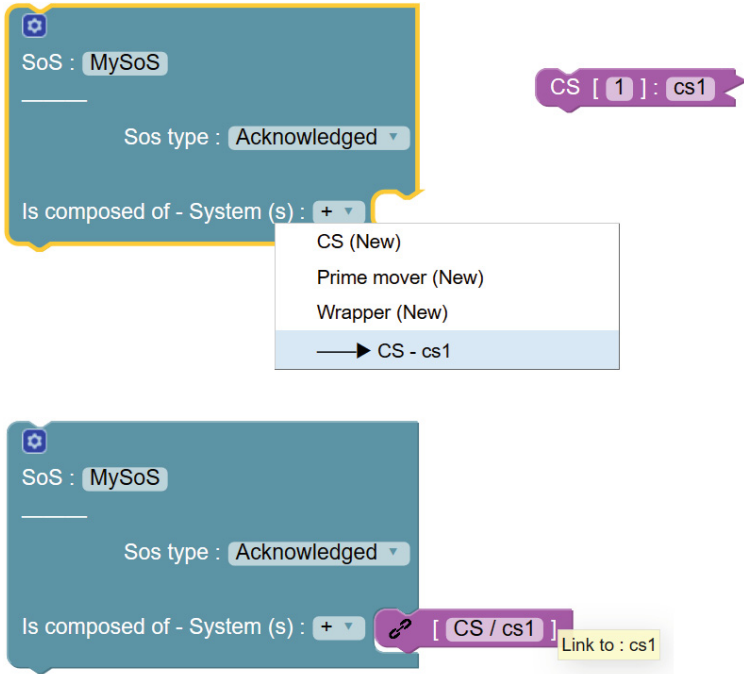 SoS : MySoS
CS [ 1 ] : cs1
Sos type : Acknowledged
Is composed of - System (s) : +
CS (New)
Prime mover (New)
Wrapper (New)
CS - cs1
SoS : MySoS
Sos type : Acknowledged
Is composed of - System (s) : + [ CS / cs1 ]
Link to : cs1